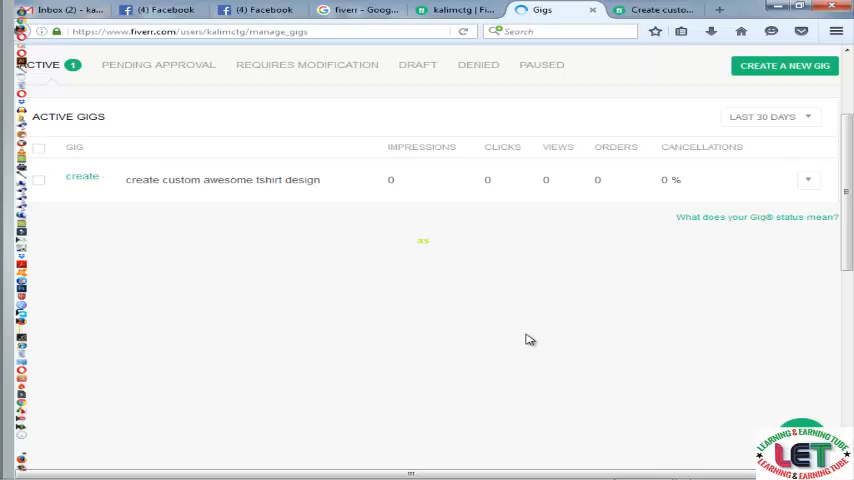 Inbox (2) - ka...
(4) Facebook
(4) Facebook
fiverr - Goog...
kalimctg | Fi...
Gigs
Create custo...
https://www.fiverr.com/users/kalimctg/manage_gigs
Search
ACTIVE 1
PENDING APPROVAL
REQUIRES MODIFICATION
DRAFT
DENIED
PAUSED
CREATE A NEW GIG
ACTIVE GIGS
LAST 30 DAYS
GIG
IMPRESSIONS
CLICKS
VIEWS
ORDERS
CANCELLATIONS
create
create custom awesome tshirt design
0
0
0
0
0 %
What does your Gig® status mean?
as
LEARNING & EARNING TUBE
LET
LEARNING & EARNING TUBE